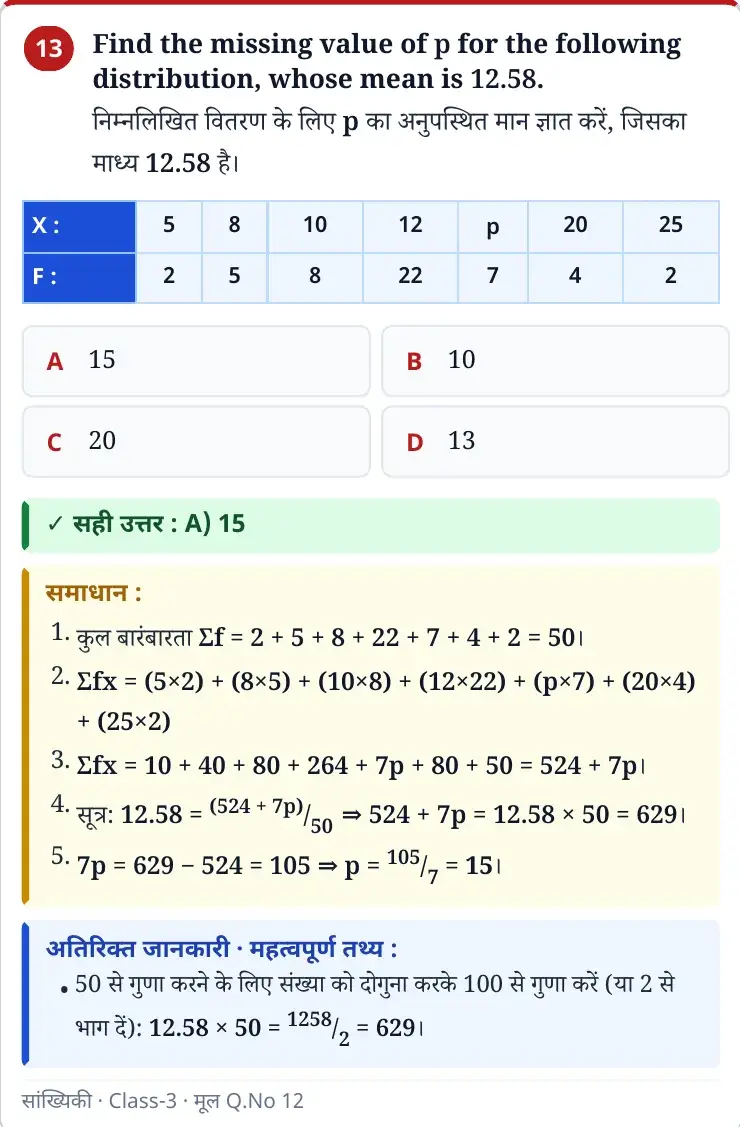 13 Find the missing value of p for the following
distribution, whose mean is 12.58.
निम्नलिखित वितरण के लिए p का अनुपस्थित मान ज्ञात करें, जिसका
माध्य 12.58 है।
X : 5 8 10 12 p 20 25
F : 2 5 8 22 7 4 2
A 15 B 10
C 20 D 13
✓ सही उत्तर : A) 15
समाधान :
1. कुल बारंबारता Σf = 2 + 5 + 8 + 22 + 7 + 4 + 2 = 50।
2. Σfx = (5×2) + (8×5) + (10×8) + (12×22) + (p×7) + (20×4)
+ (25×2)
3. Σfx = 10 + 40 + 80 + 264 + 7p + 80 + 50 = 524 + 7p।
4. सूत्र: 12.58 = (524 + 7p)/50 ⇒ 524 + 7p = 12.58 × 50 = 629।
5. 7p = 629 − 524 = 105 ⇒ p = 105/7 = 15।
अतिरिक्त जानकारी · महत्वपूर्ण तथ्य :
• 50 से गुणा करने के लिए संख्या को दोगुना करके 100 से गुणा करें (या 2 से
भाग दें): 12.58 × 50 = 1258/2 = 629।
सांख्यिकी · Class-3 · मूल Q.No 12